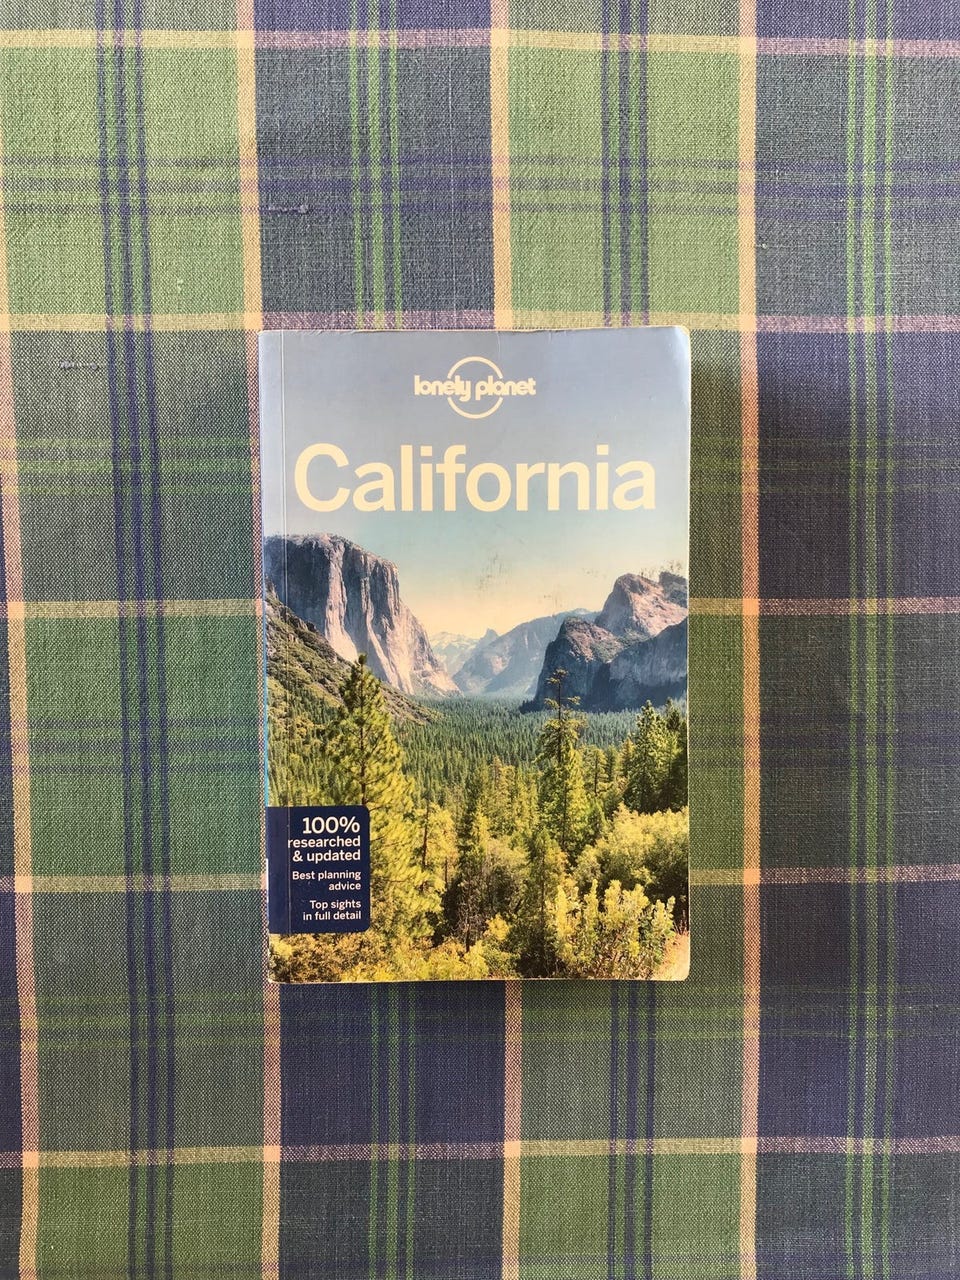 lonely planet
California
100%
researched
& updated
Best planning
advice
Top sights
in full detail